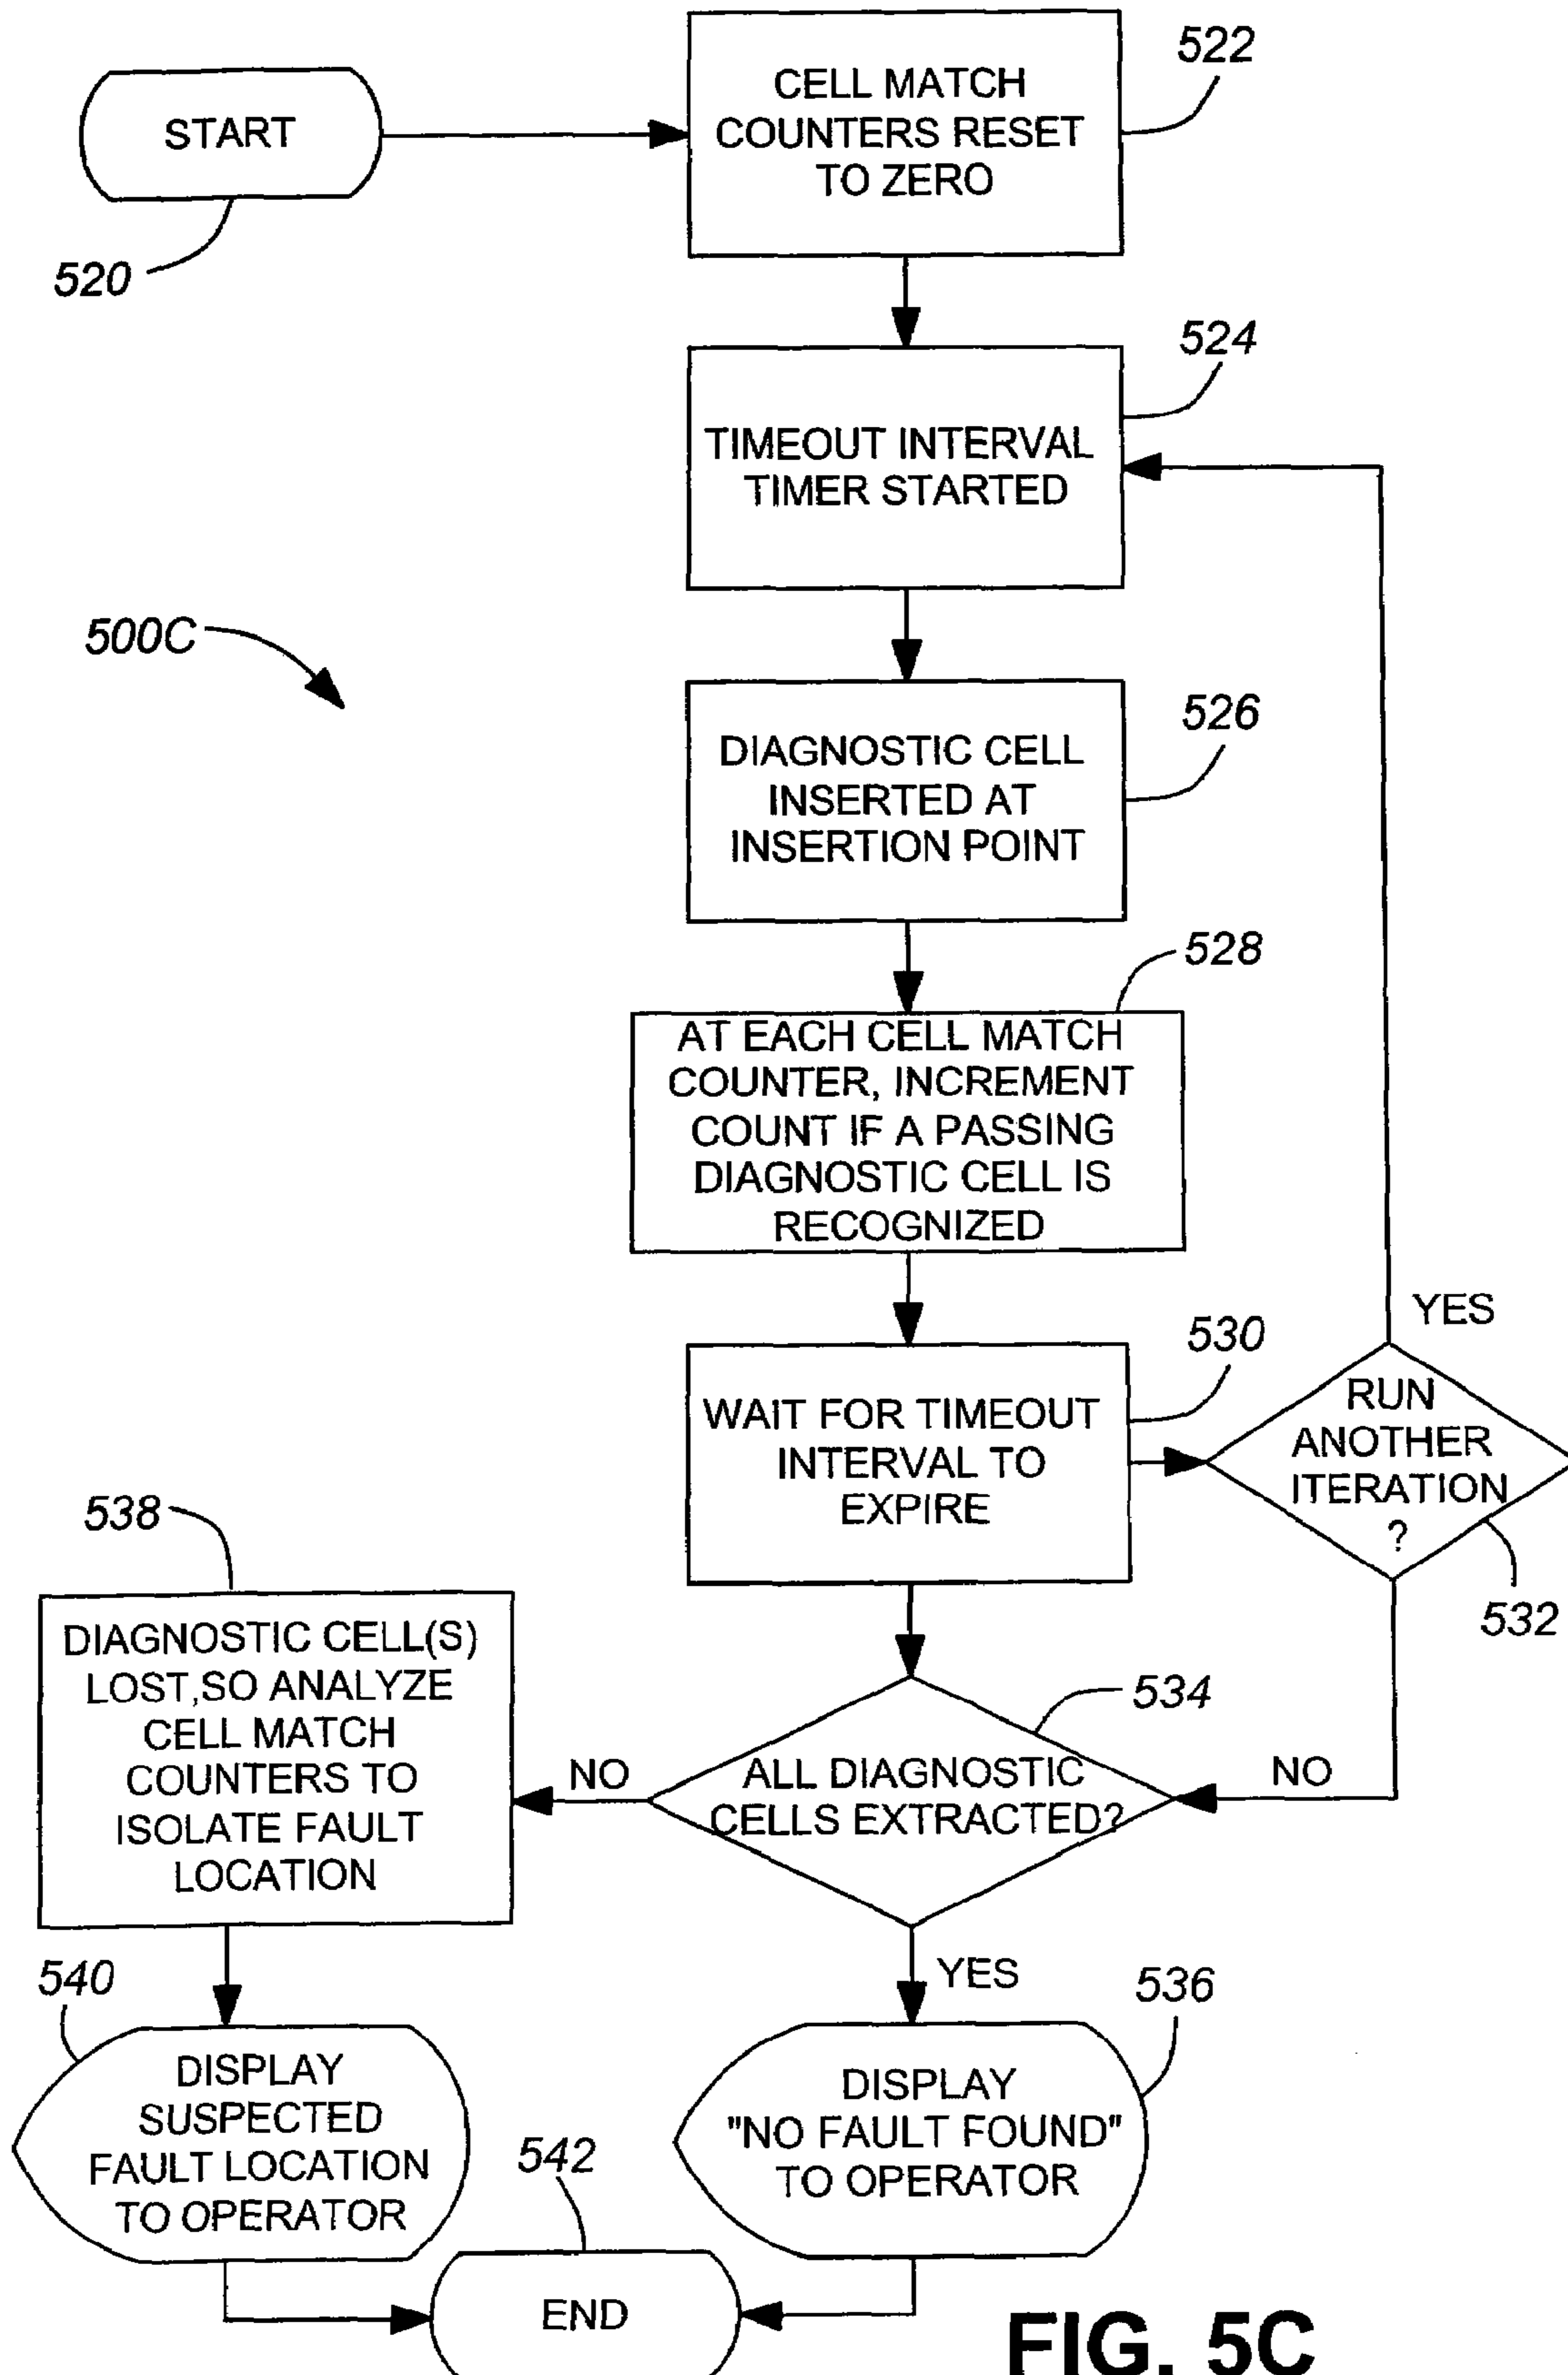 START
520
CELL MATCH
COUNTERS RESET
TO ZERO
522
TIMEOUT INTERVAL
TIMER STARTED
524
500C
DIAGNOSTIC CELL
INSERTED AT
INSERTION POINT
526
AT EACH CELL MATCH
COUNTER, INCREMENT
COUNT IF A PASSING
DIAGNOSTIC CELL IS
RECOGNIZED
528
WAIT FOR TIMEOUT
INTERVAL TO
EXPIRE
530
YES
RUN
ANOTHER
ITERATION
?
532
NO
ALL DIAGNOSTIC
CELLS EXTRACTED?
534
NO
538
DIAGNOSTIC CELL(S)
LOST,SO ANALYZE
CELL MATCH
COUNTERS TO
ISOLATE FAULT
LOCATION
YES
540
DISPLAY
SUSPECTED
FAULT LOCATION
TO OPERATOR
536
DISPLAY
"NO FAULT FOUND"
TO OPERATOR
542
END
FIG. 5C